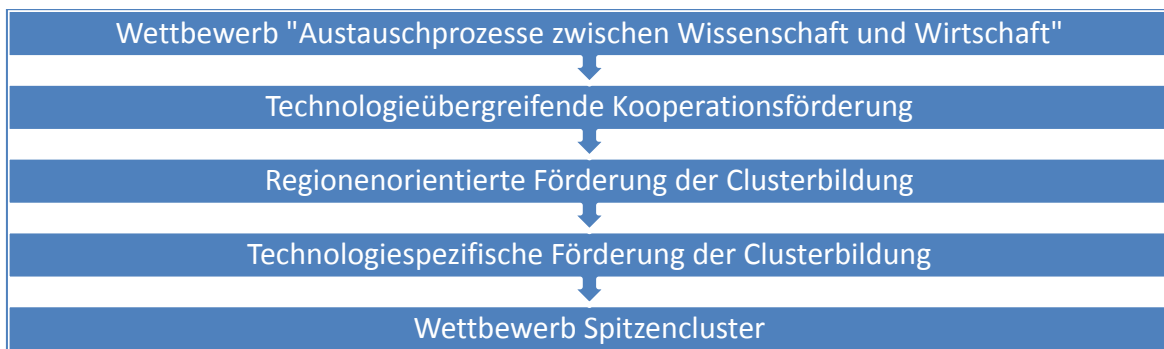 Wettbewerb "Austauschprozesse zwischen Wissenschaft und Wirtschaft"
Technologieübergreifende Kooperationsförderung
Regionenorientierte Förderung der Clusterbildung
Technologiespezifische Förderung der Clusterbildung
Wettbewerb Spitzencluster